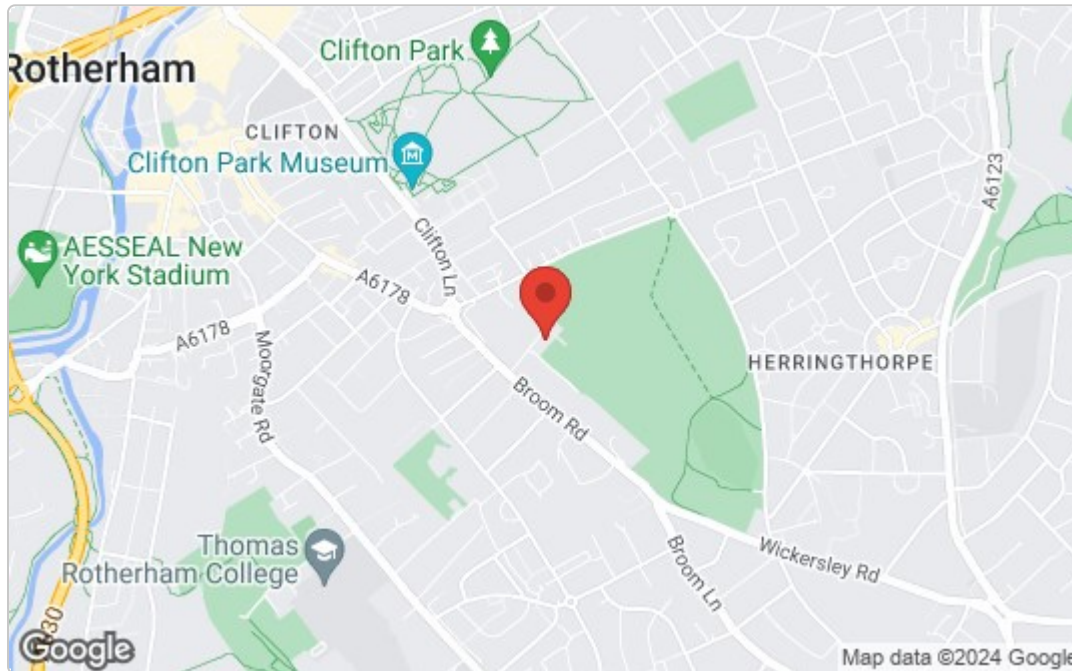 Rotherham
Clifton Park
CLIFTON
Clifton Park Museum
A6123
Clifton Ln
AESSEAL New
York Stadium
A6178
A6178
Moorgate Rd
HERRINGTHORPE
Broom Rd
Thomas
Rotherham College
Wickersley Rd
Broom Ln
Google
Map data ©2024 Google